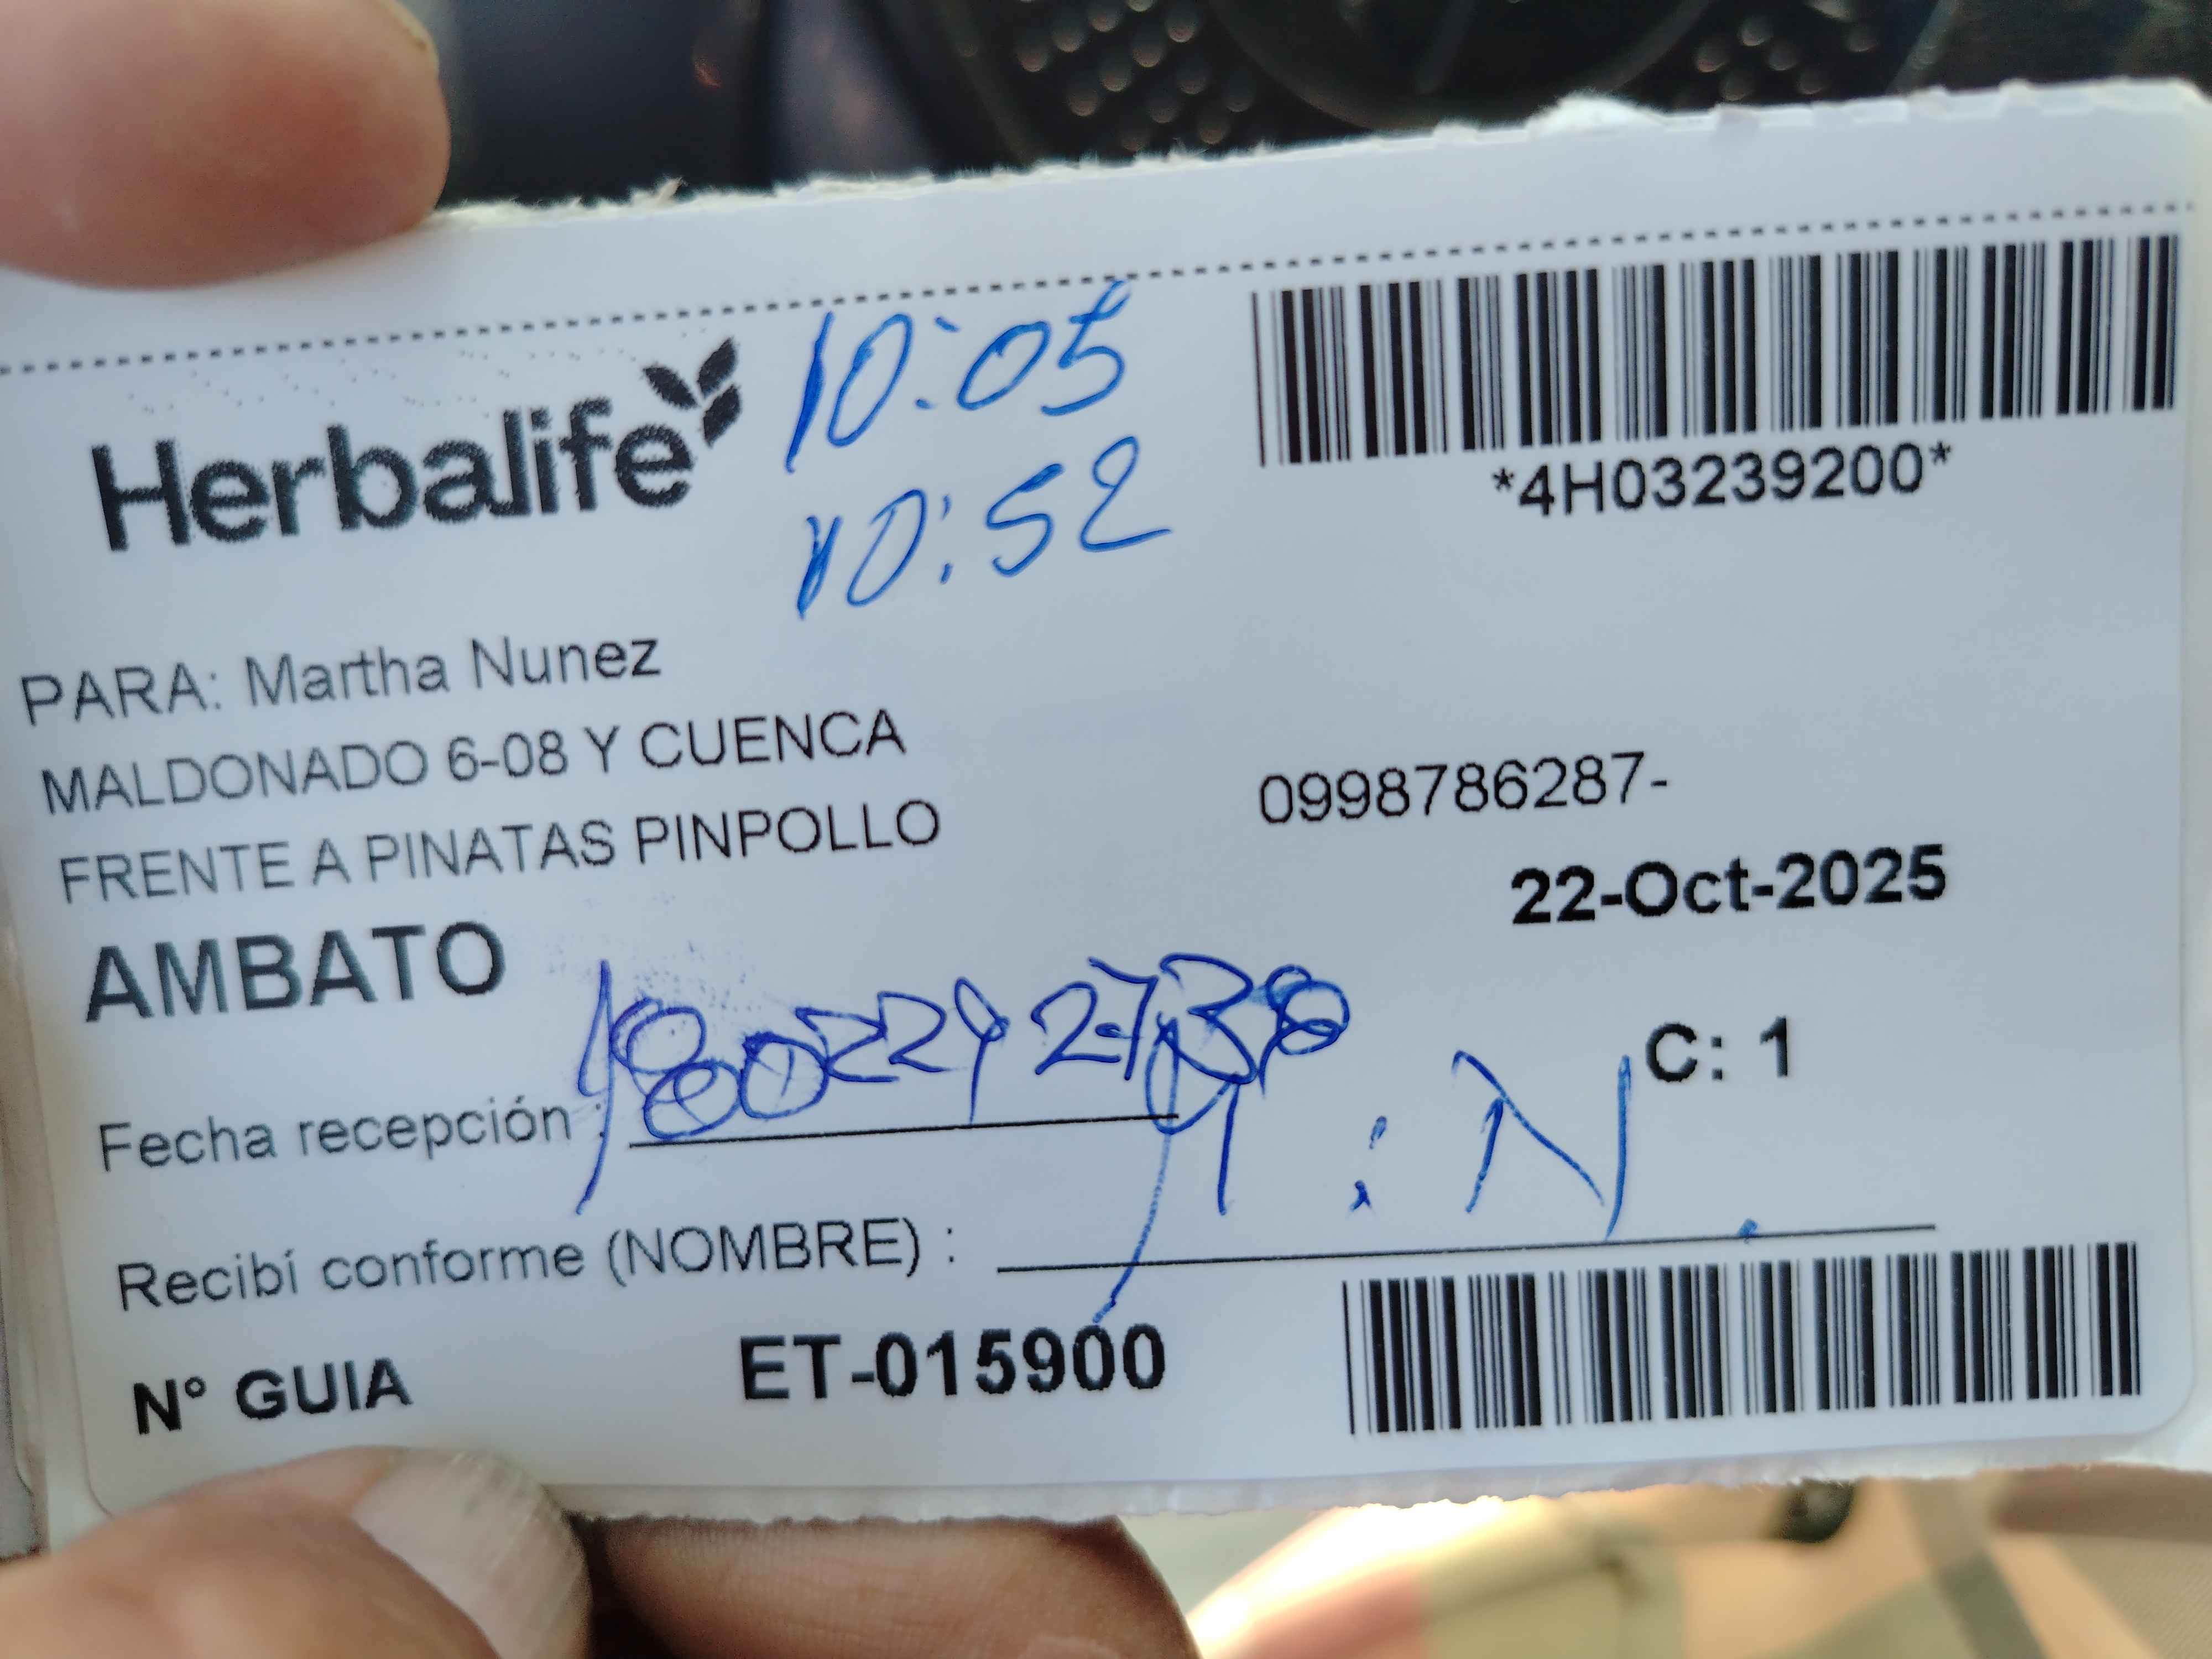 Herbalife
10:05
10:52
*4H03239200*
PARA: Martha Nunez
MALDONADO 6-08 Y CUENCA
0998786287-
FRENTE A PINATAS PINPOLLO
22-Oct-2025
AMBATO
C: 1
Fecha recepción :
Recibí conforme (NOMBRE) :
N° GUIA ET-015900